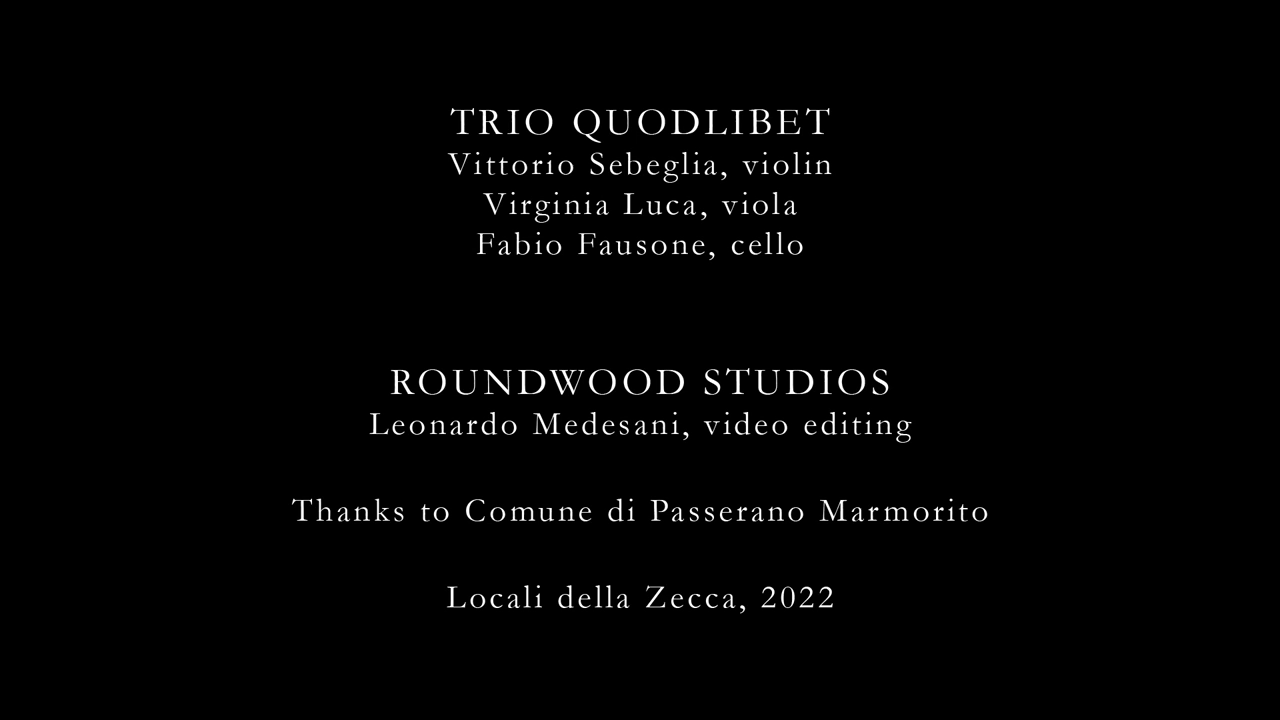 TRIO QUODLIBET
Vittorio Sebeglia, violin
Virginia Luca, viola
Fabio Fausone, cello
ROUNDWOOD STUDIOS
Leonardo Medesani, video editing
Thanks to Comune di Passerano Marmorito
Locali della Zecca, 2022